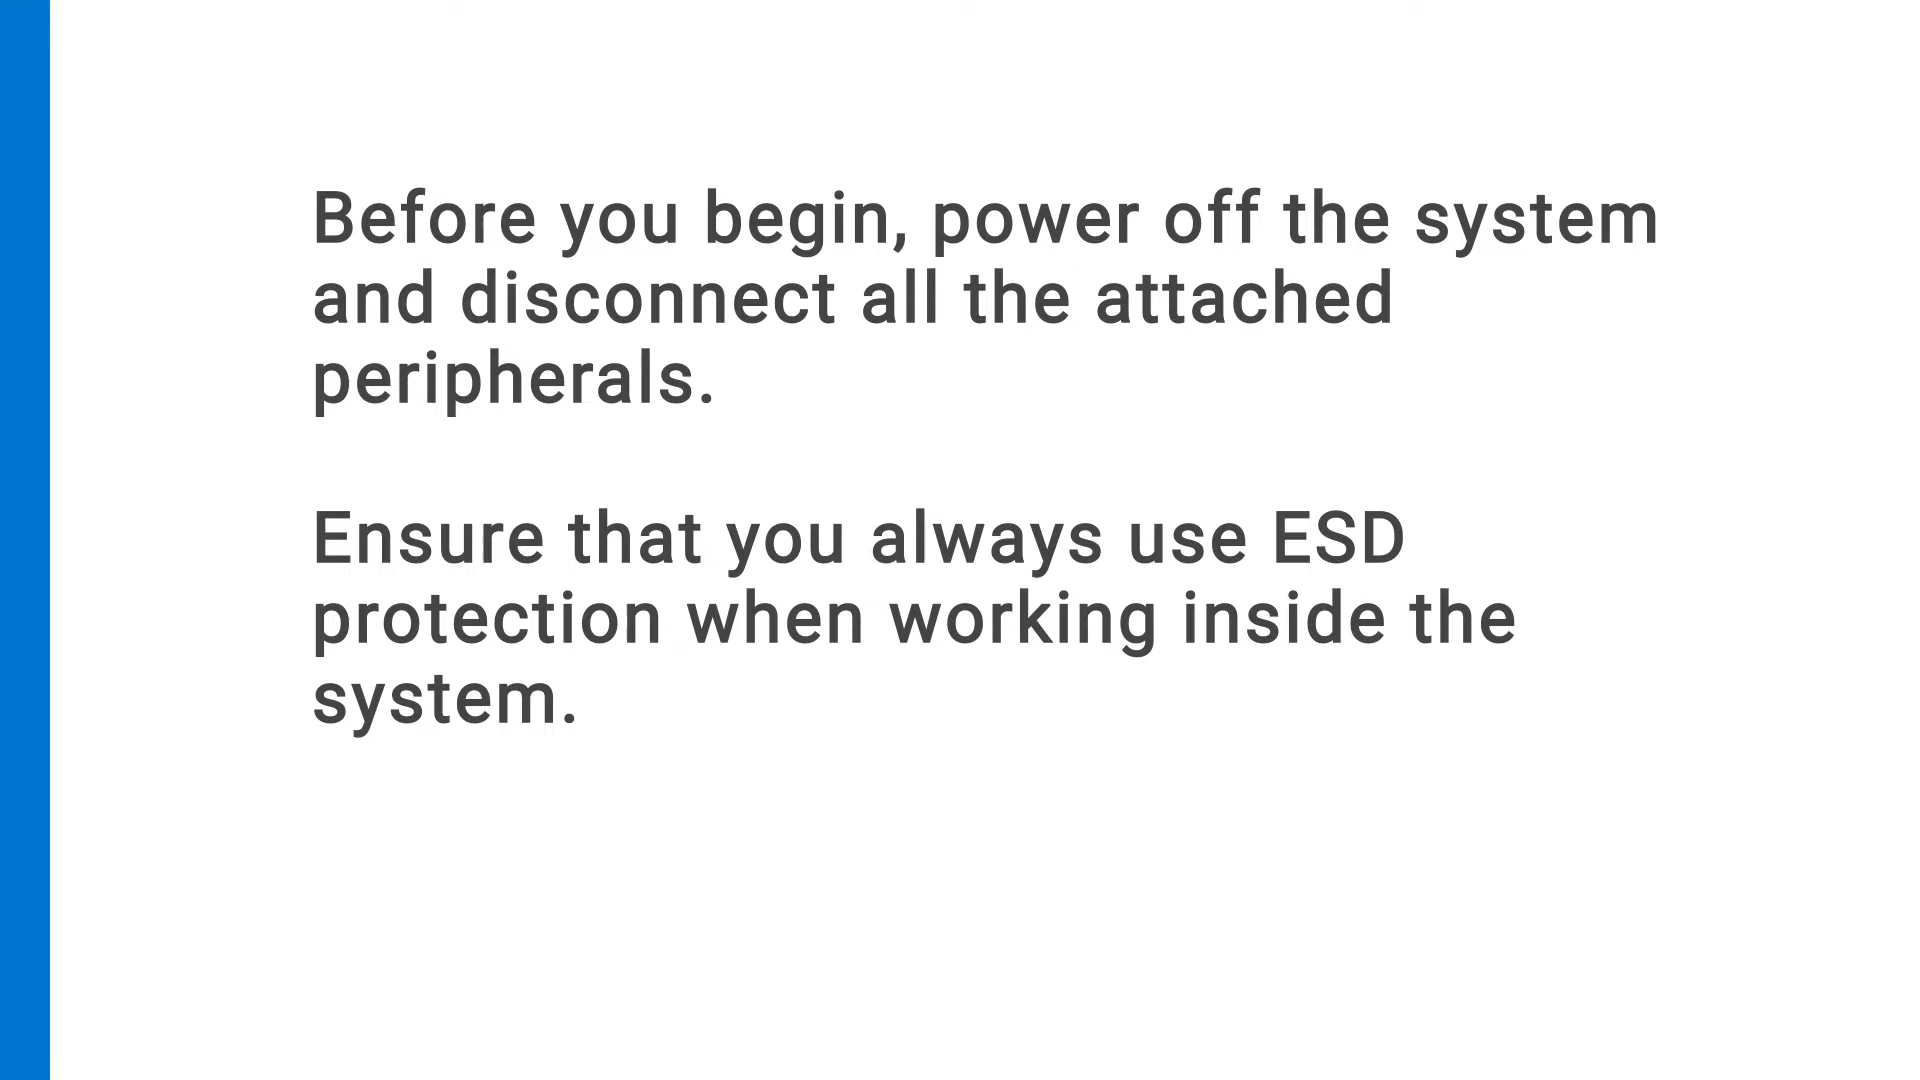 Before you begin, power off the system
and disconnect all the attached
peripherals.
Ensure that you always use ESD
protection when working inside the
system.